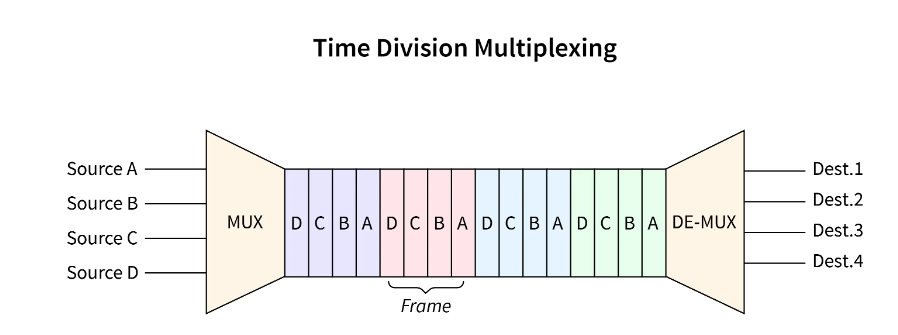 Time Division Multiplexing
Source A
Source B
Source C
Source D
MUX
D C B A D C B A D C B A D C B A
DE-MUX
Dest.1
Dest.2
Dest.3
Dest.4
Frame